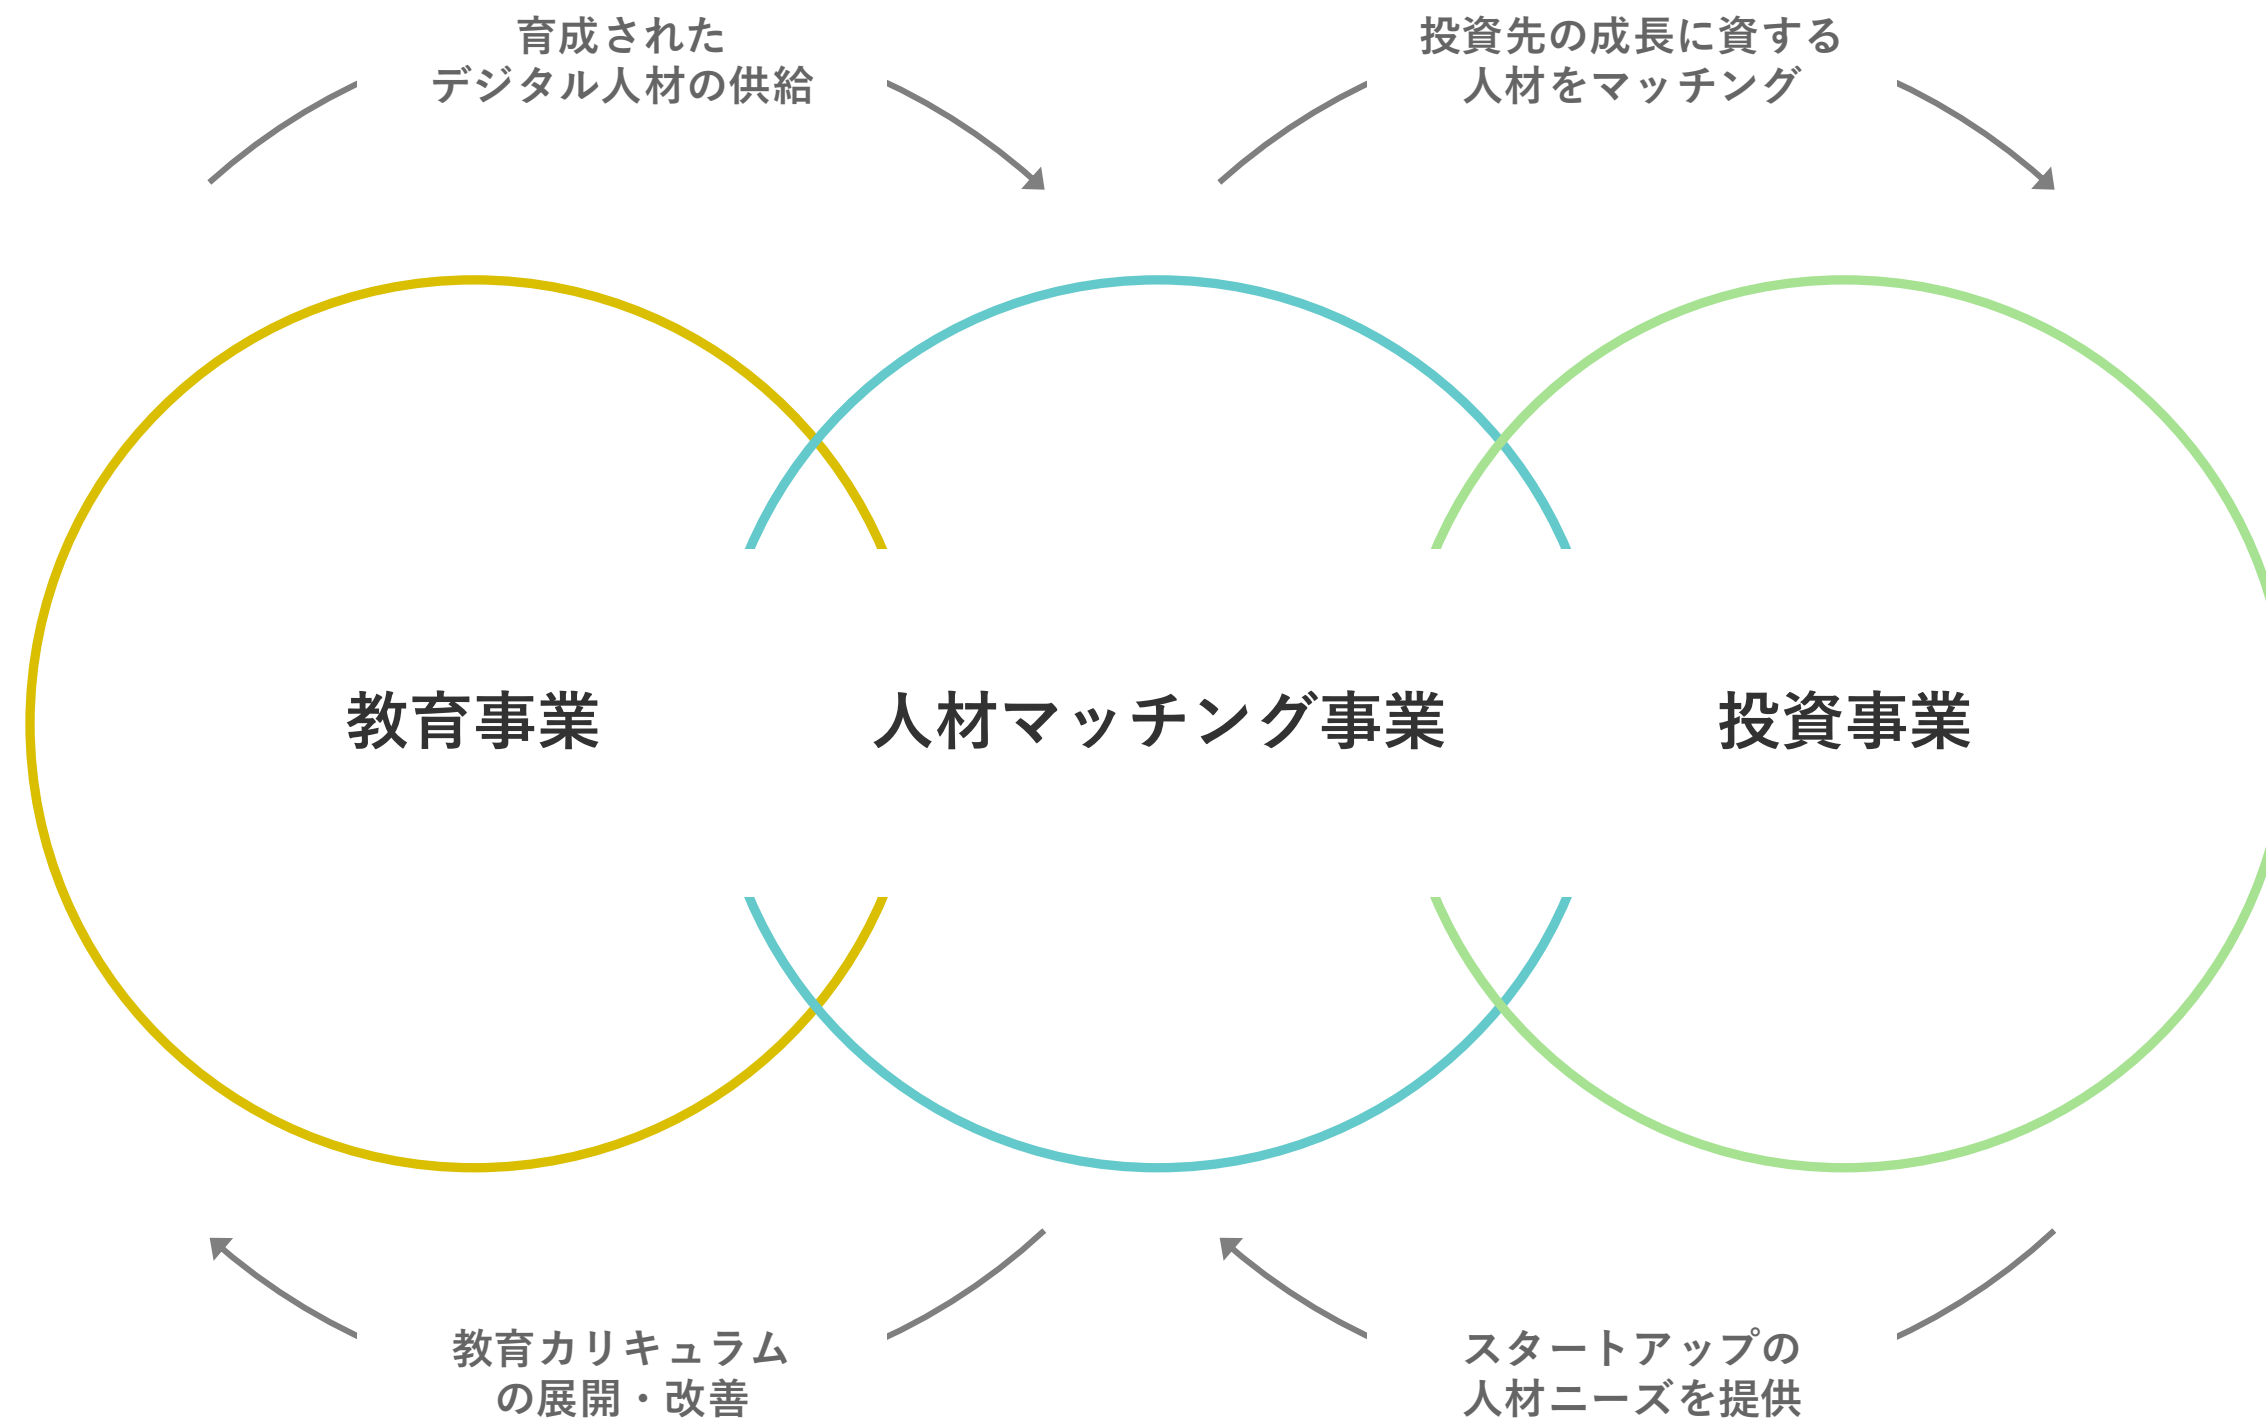 育成された
デジタル人材の供給
投資先の成長に資する
人材をマッチング
教育事業
人材マッチング事業
投資事業
教育カリキュラム
の展開・改善
スタートアップの
人材ニーズを提供